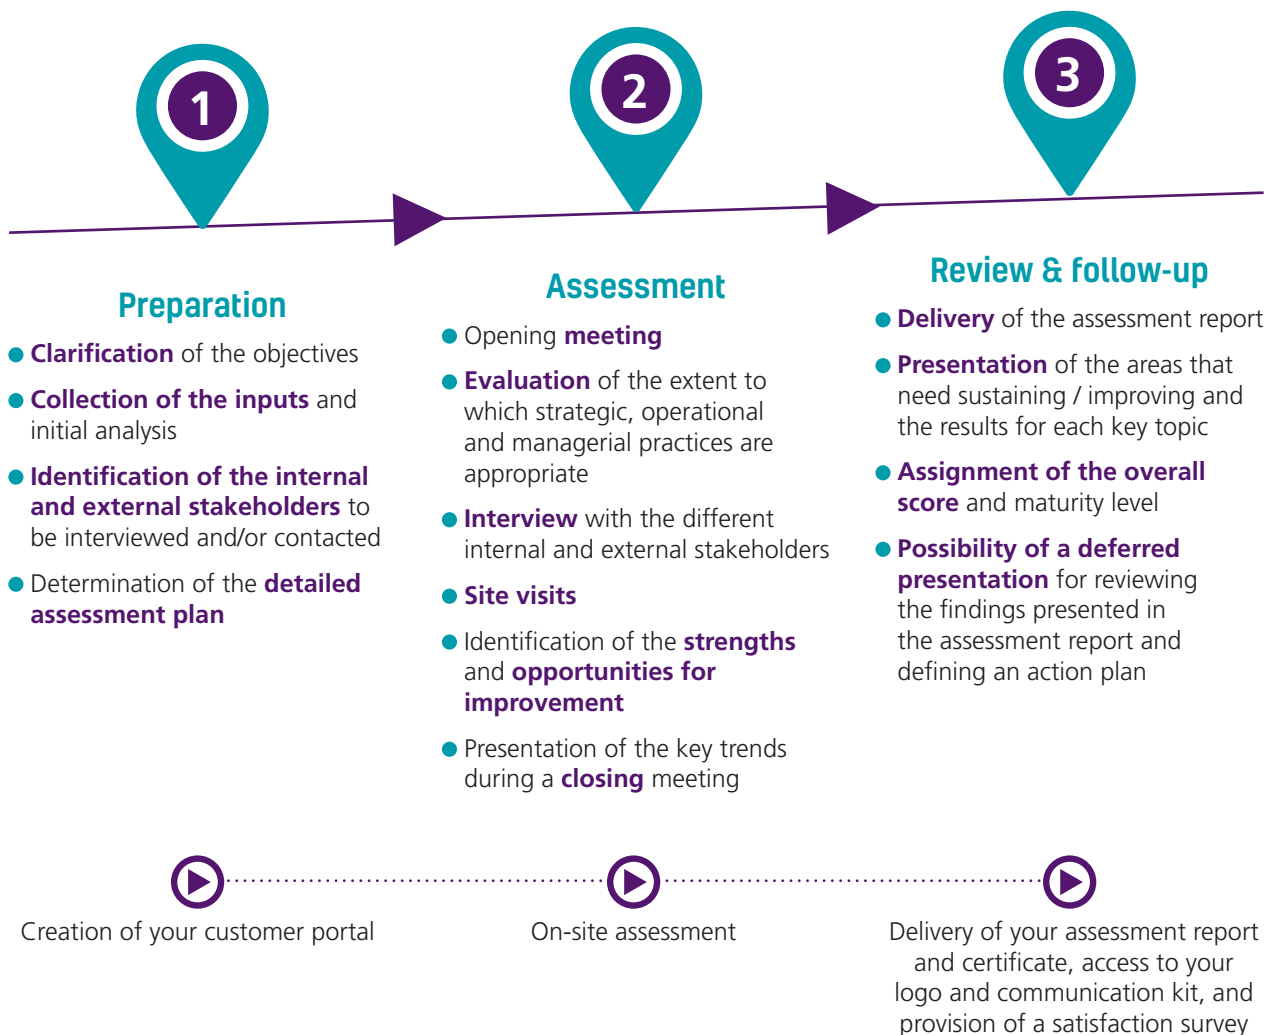 1
Preparation
● Clarification of the objectives
● Collection of the inputs and
initial analysis
● Identification of the internal
and external stakeholders to
be interviewed and/or contacted
● Determination of the detailed
assessment plan
2
Assessment
● Opening meeting
● Evaluation of the extent to
which strategic, operational
and managerial practices are
appropriate
● Interview with the different
internal and external stakeholders
● Site visits
● Identification of the strengths
and opportunities for
improvement
● Presentation of the key trends
during a closing meeting
3
Review & follow-up
● Delivery of the assessment report
● Presentation of the areas that
need sustaining / improving and
the results for each key topic
● Assignment of the overall
score and maturity level
● Possibility of a deferred
presentation for reviewing
the findings presented in
the assessment report and
defining an action plan
Creation of your customer portal
On-site assessment
Delivery of your assessment report
and certificate, access to your
logo and communication kit, and
provision of a satisfaction survey